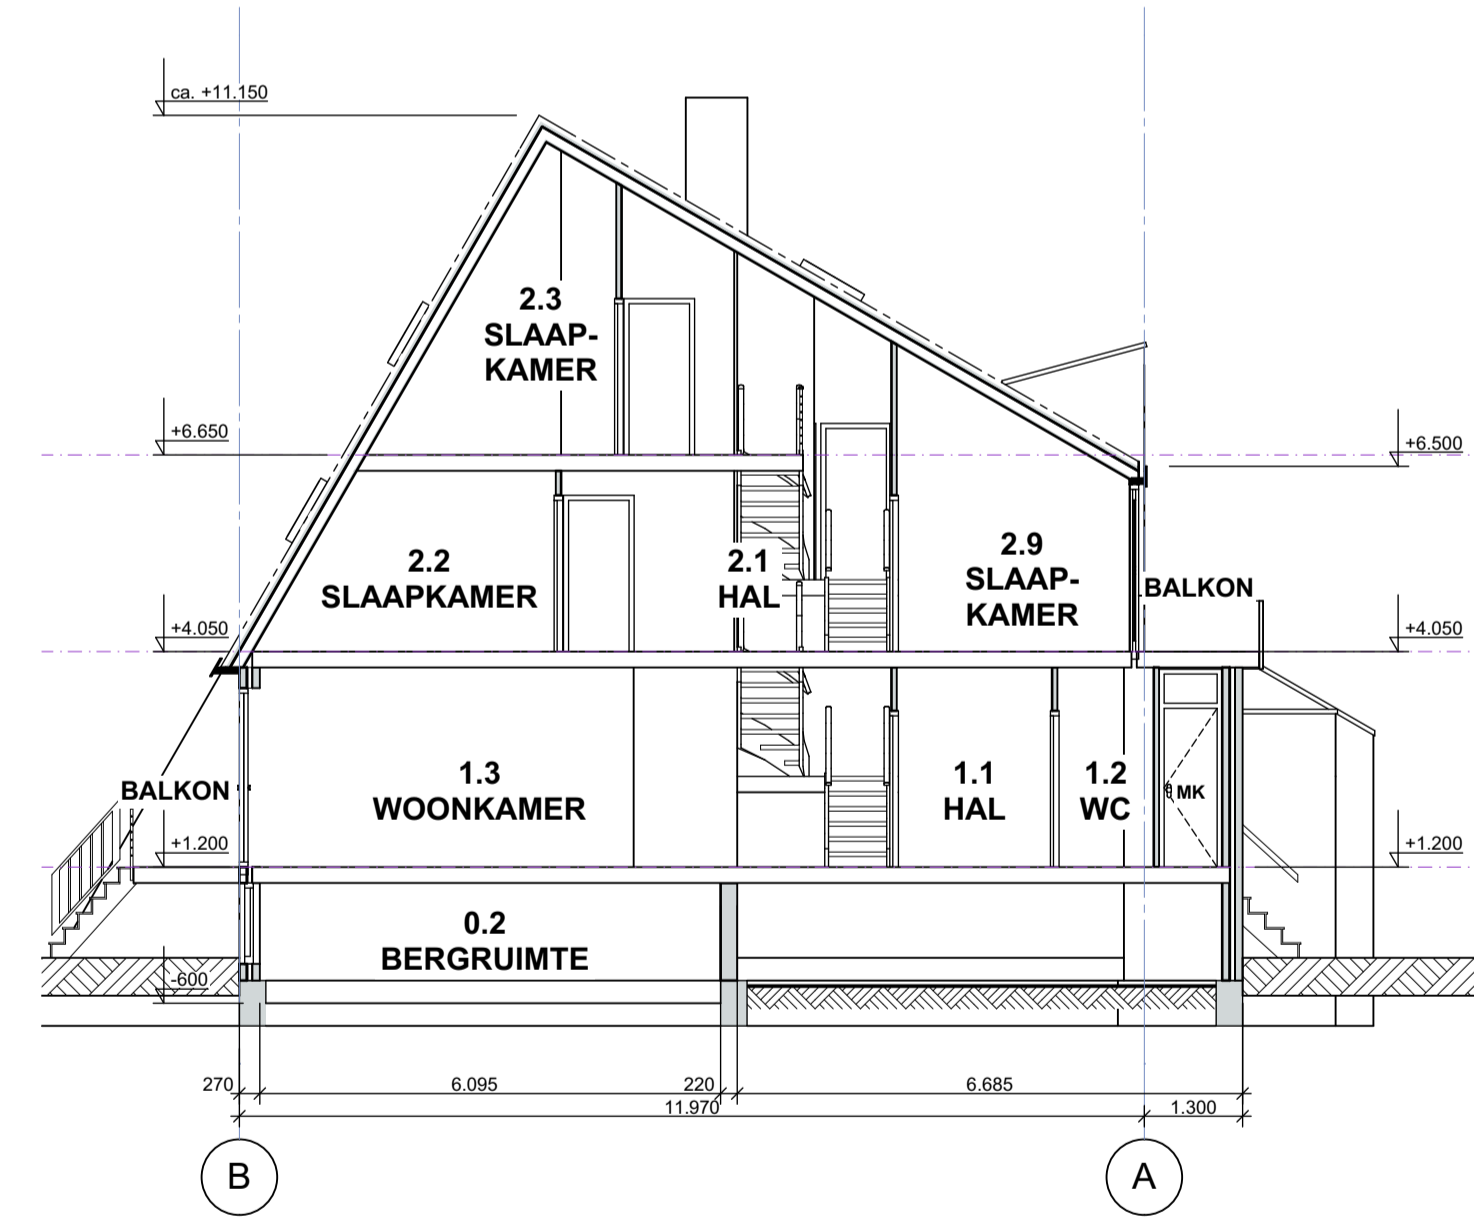 ca. +11.150
2.3
SLAAP-
KAMER
+6.650
+6.500
2.2
SLAAPKAMER
2.1
HAL
2.9
SLAAP-
KAMER
BALKON
+4.050
+4.050
BALKON
1.3
WOONKAMER
1.1
HAL
1.2
WC
MK
+1.200
+1.200
0.2
BERGRUIMTE
-600
270
6.095
220
6.685
11.970
1.300
B
A